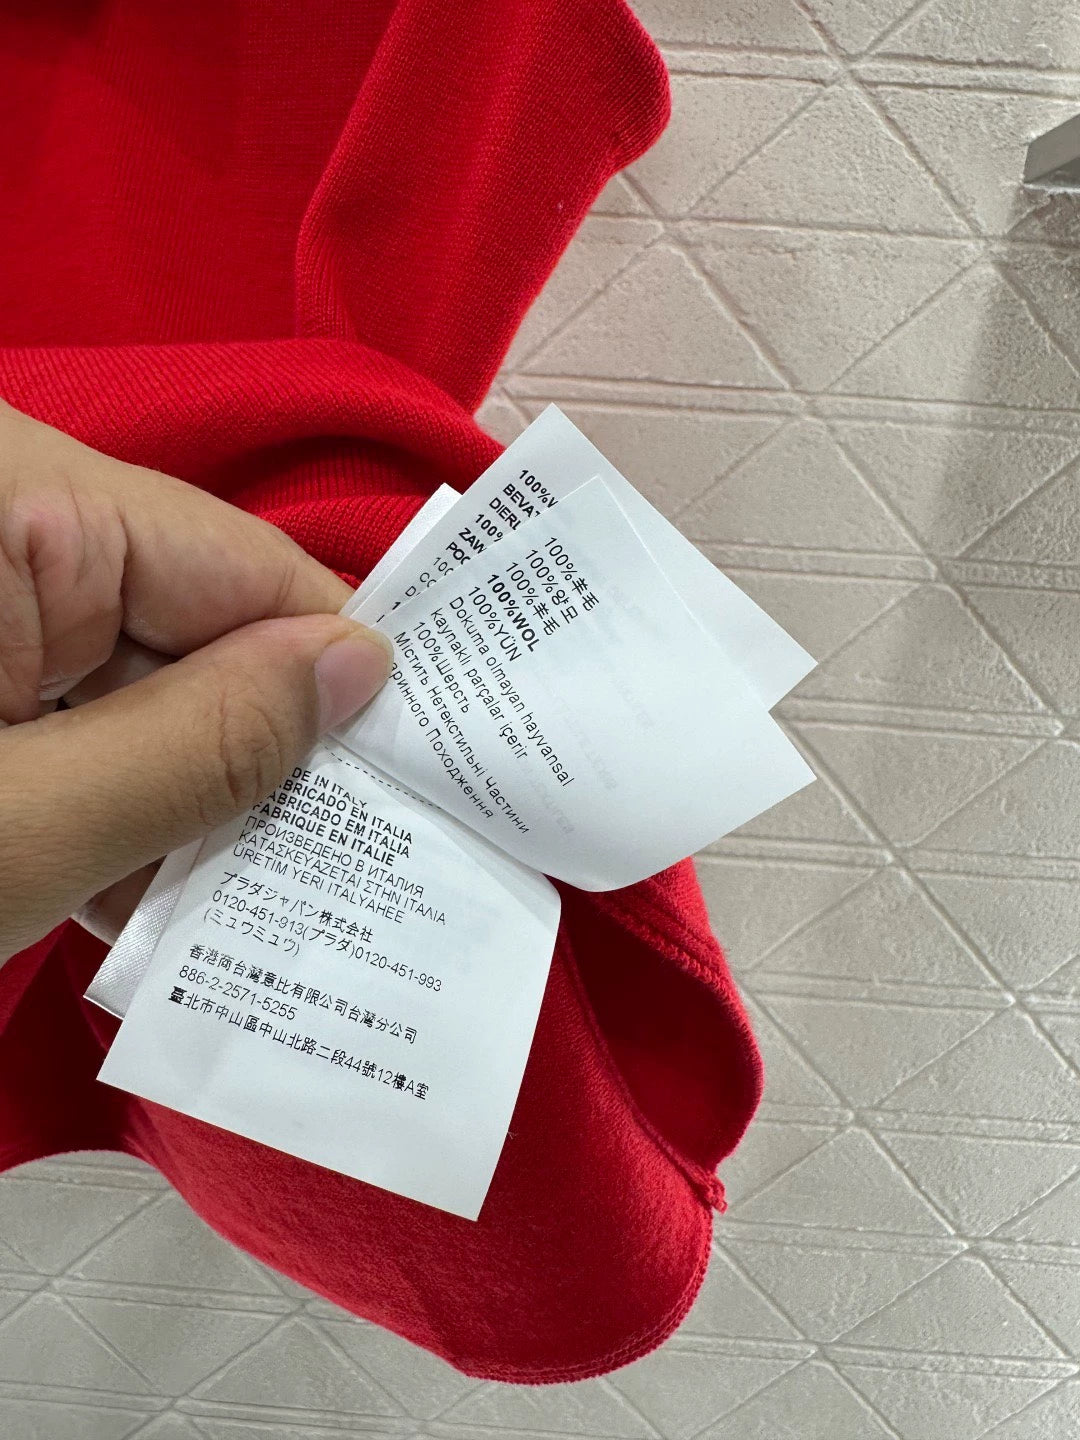 100%
BEVAT
DIERL
100%
ZAW
100%羊毛
100%양모
100%羊毛
100%WOL
100%YÜN
Dokuma olmayan hayvansal
kaynaklı parçalar içerir
100%Шерсть
Містить Нетекстильні Частини
Походження
DE IN ITALY
ABRICADO EN ITALIA
FABRICADO EM ITALIA
FABRIQUE EN ITALIE
ПРОИЗВЕДЕНО В ИТАЛИЯ
ΚΑΤΑΣΚΕΥΑΖΕΤΑΙ ΣΤΗΝ ΙΤΑΛΙΑ
ÜRETIM YERI ITALYAHEE
プラダジャパン株式会社
0120-451-913(プラダ)0120-451-993
(ミュウミュウ)
香港商台灣意比有限公司台灣分公司
886-2-2571-5255
臺北市中山區中山北路二段44號12樓A室